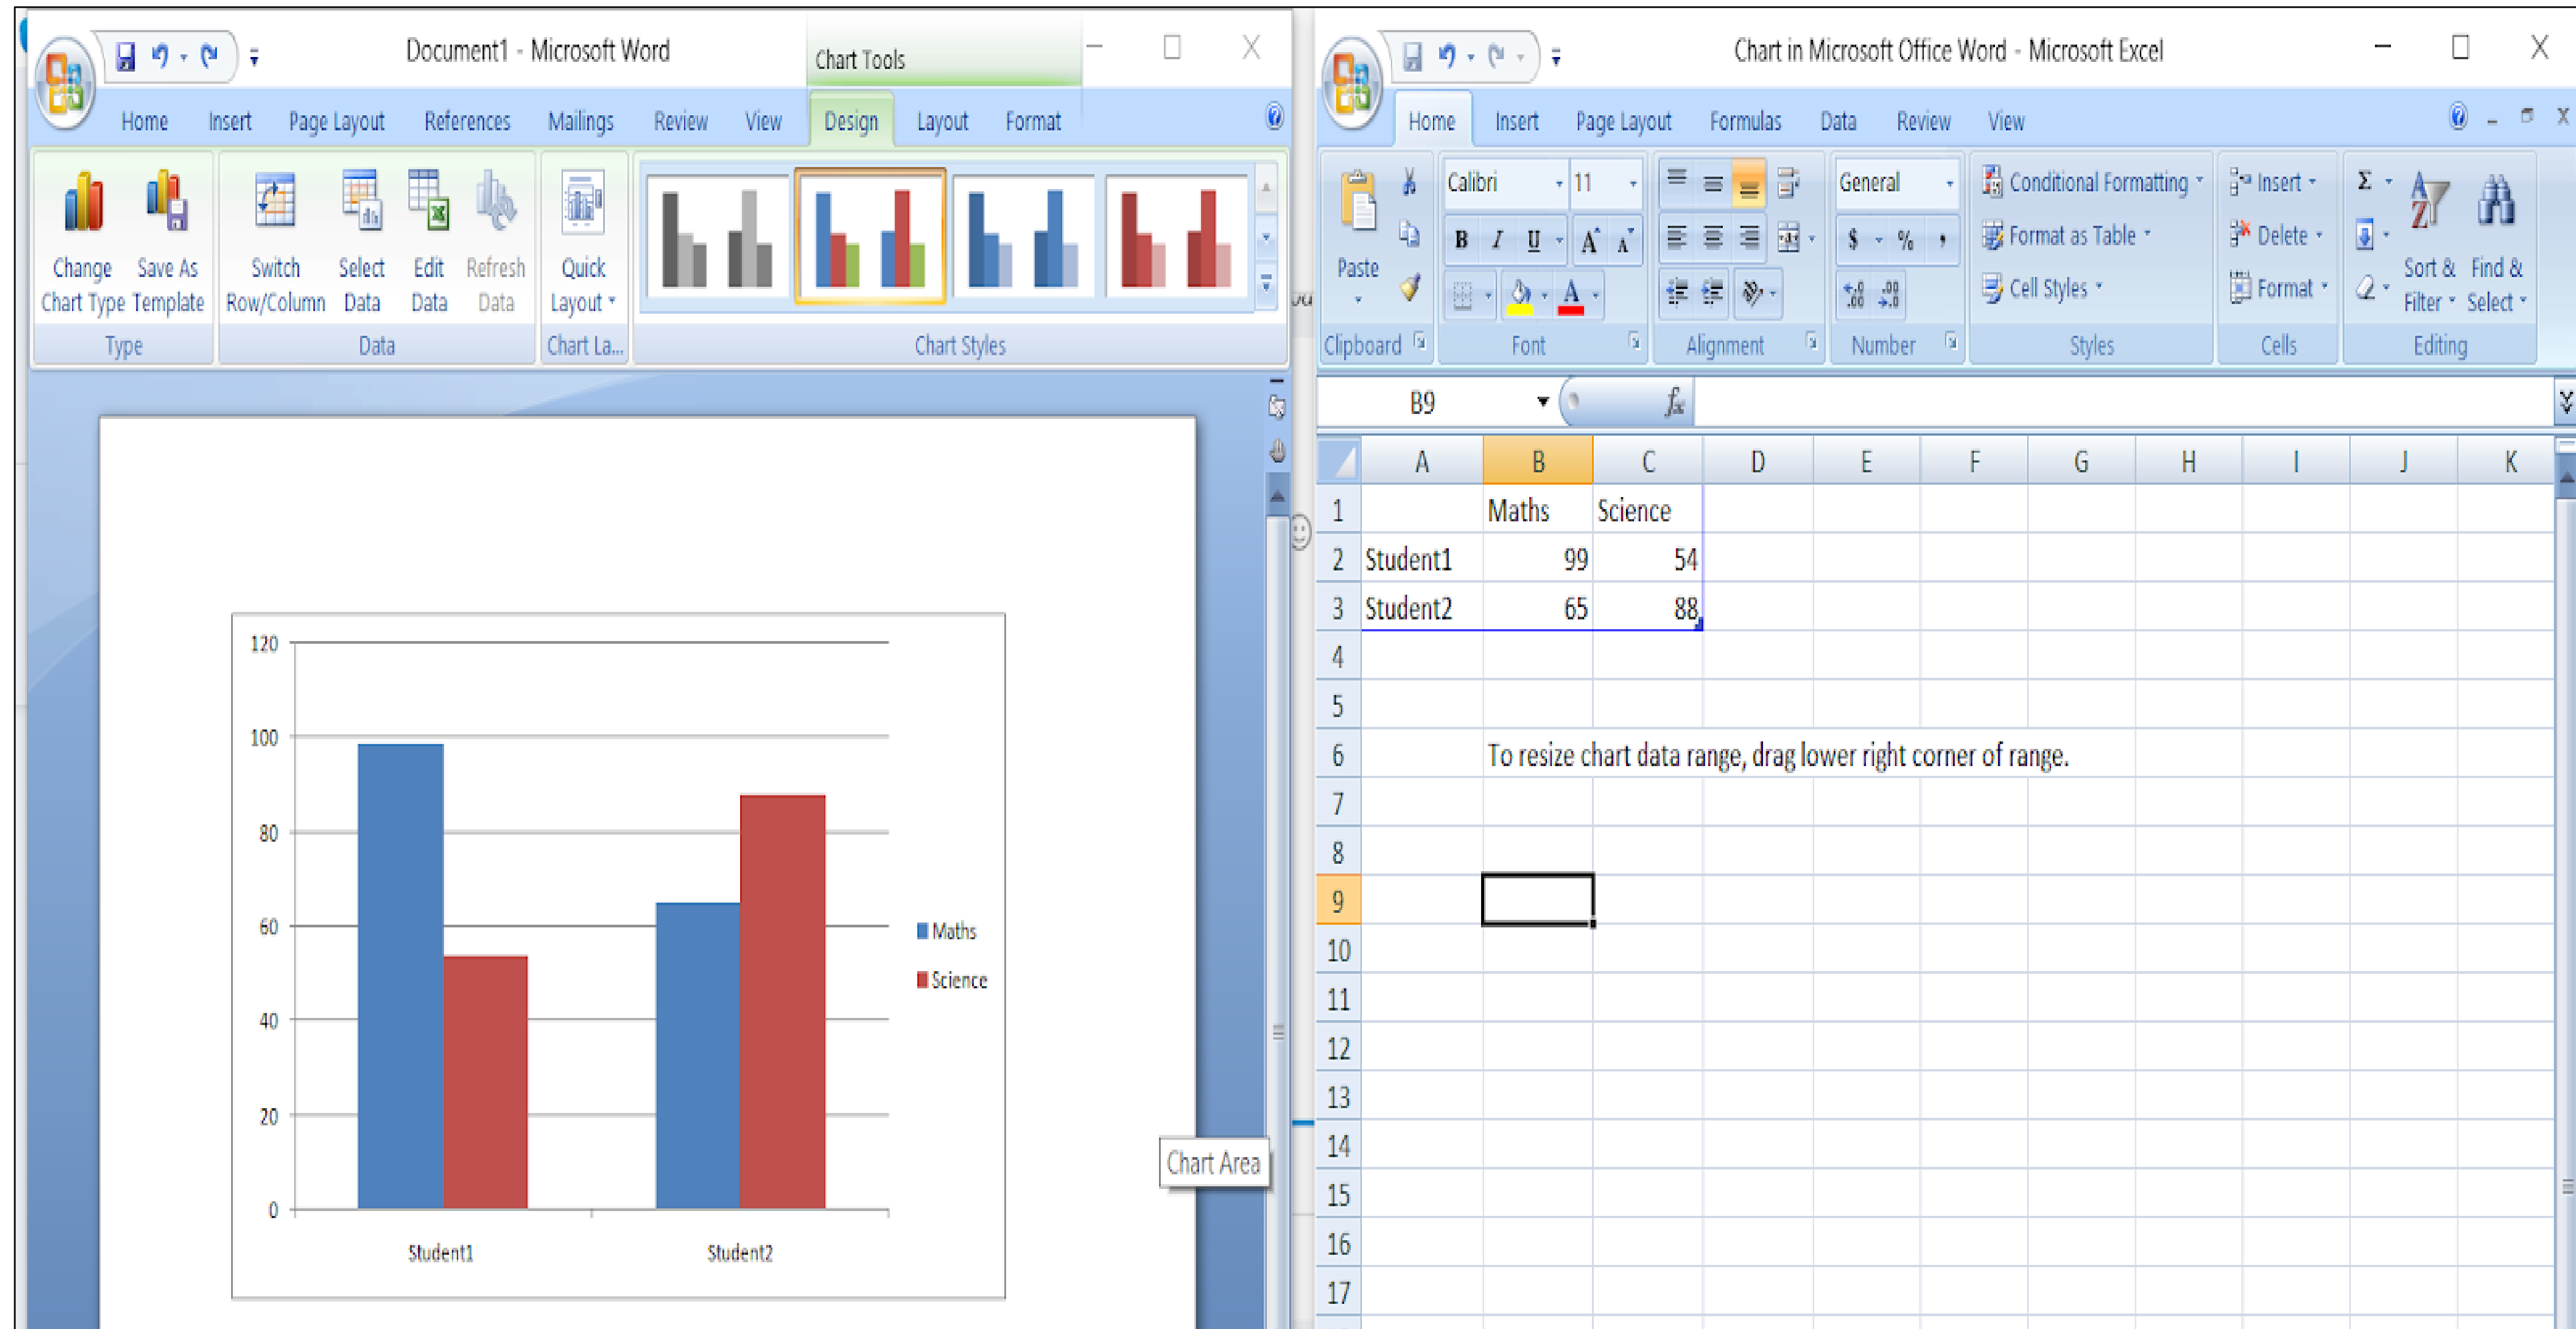 Document1 - Microsoft Word
Chart Tools
Home Insert Page Layout References Mailings Review View Design Layout Format
Change Chart Type
Save As Template
Switch Row/Column
Select Data
Edit Data
Refresh Data
Quick Layout
Type
Data
Chart La...
Chart Styles
120
100
80
60
40
20
0
Student1
Student2
Maths
Science
Chart Area
Chart in Microsoft Office Word - Microsoft Excel
Home Insert Page Layout Formulas Data Review View
Paste
Calibri 11
B I U A A
A
General
$ % ,
Conditional Formatting
Format as Table
Cell Styles
Insert
Delete
Format
Σ
Sort & Filter
Find & Select
Clipboard
Font
Alignment
Number
Styles
Cells
Editing
B9 fx
A B C D E F G H I J K
1 Maths Science
2 Student1 99 54
3 Student2 65 88
4
5
6 To resize chart data range, drag lower right corner of range.
7
8
9
10
11
12
13
14
15
16
17